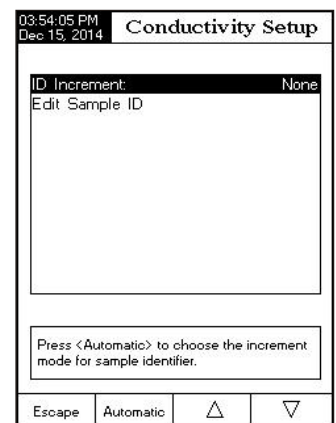 03:54:05 PM
Dec 15, 2014
Conductivity Setup
ID Increment: None
Edit Sample ID
Press <Automatic> to choose the increment
mode for sample identifier.
Escape Automatic △ ▽